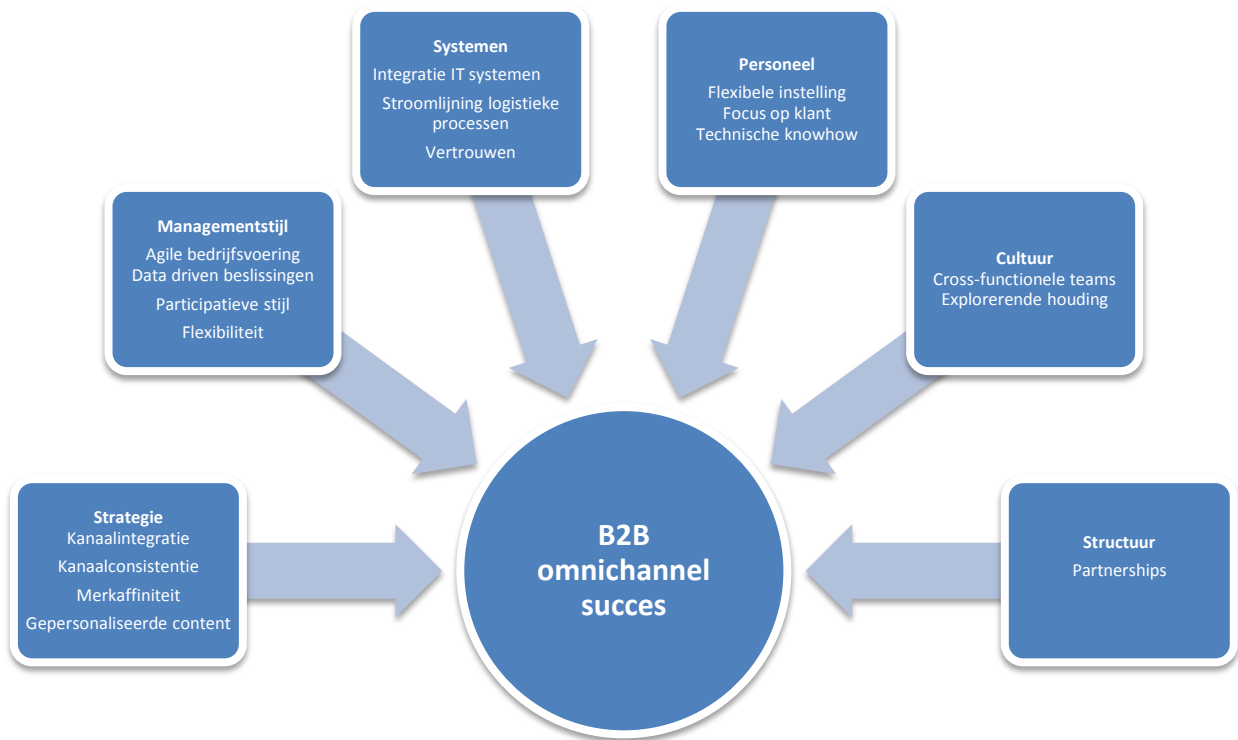 Systemen
Integratie IT systemen
Stroomlijning logistieke
processen
Vertrouwen
Personeel
Flexibele instelling
Focus op klant
Technische knowhow
Managementstijl
Agile bedrijfsvoering
Data driven beslissingen
Participatieve stijl
Flexibiliteit
Cultuur
Cross-functionele teams
Explorerende houding
Strategie
Kanaalintegratie
Kanaalconsistentie
Merkaffiniteit
Gepersonaliseerde content
B2B
omnichannel
succes
Structuur
Partnerships